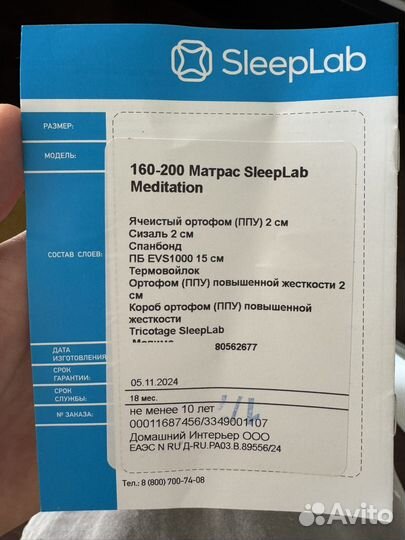 SleepLab
РАЗМЕР:
МОДЕЛЬ:
160-200 Матрас SleepLab
Meditation
СОСТАВ СЛОЕВ:
Ячеистый ортофом (ППУ) 2 см
Сизаль 2 см
Спанбонд
ПБ EVS1000 15 см
Термовойлок
Ортофом (ППУ) повышенной жесткости 2
см
Короб ортофом (ППУ) повышенной
жесткости
Tricotage SleepLab
80562677
ДАТА
ИЗГОТОВЛЕНИЯ
05.11.2024
СРОК
ГАРАНТИИ:
18 мес.
СРОК
СЛУЖБЫ:
не менее 10 лет
№ ЗАКАЗА:
00011687456/3349001107
Домашний Интерьер ООО
ЕАЭС N RU Д-RU.РА03.В.89556/24
Тел.: 8 (800) 700-74-08
Avito